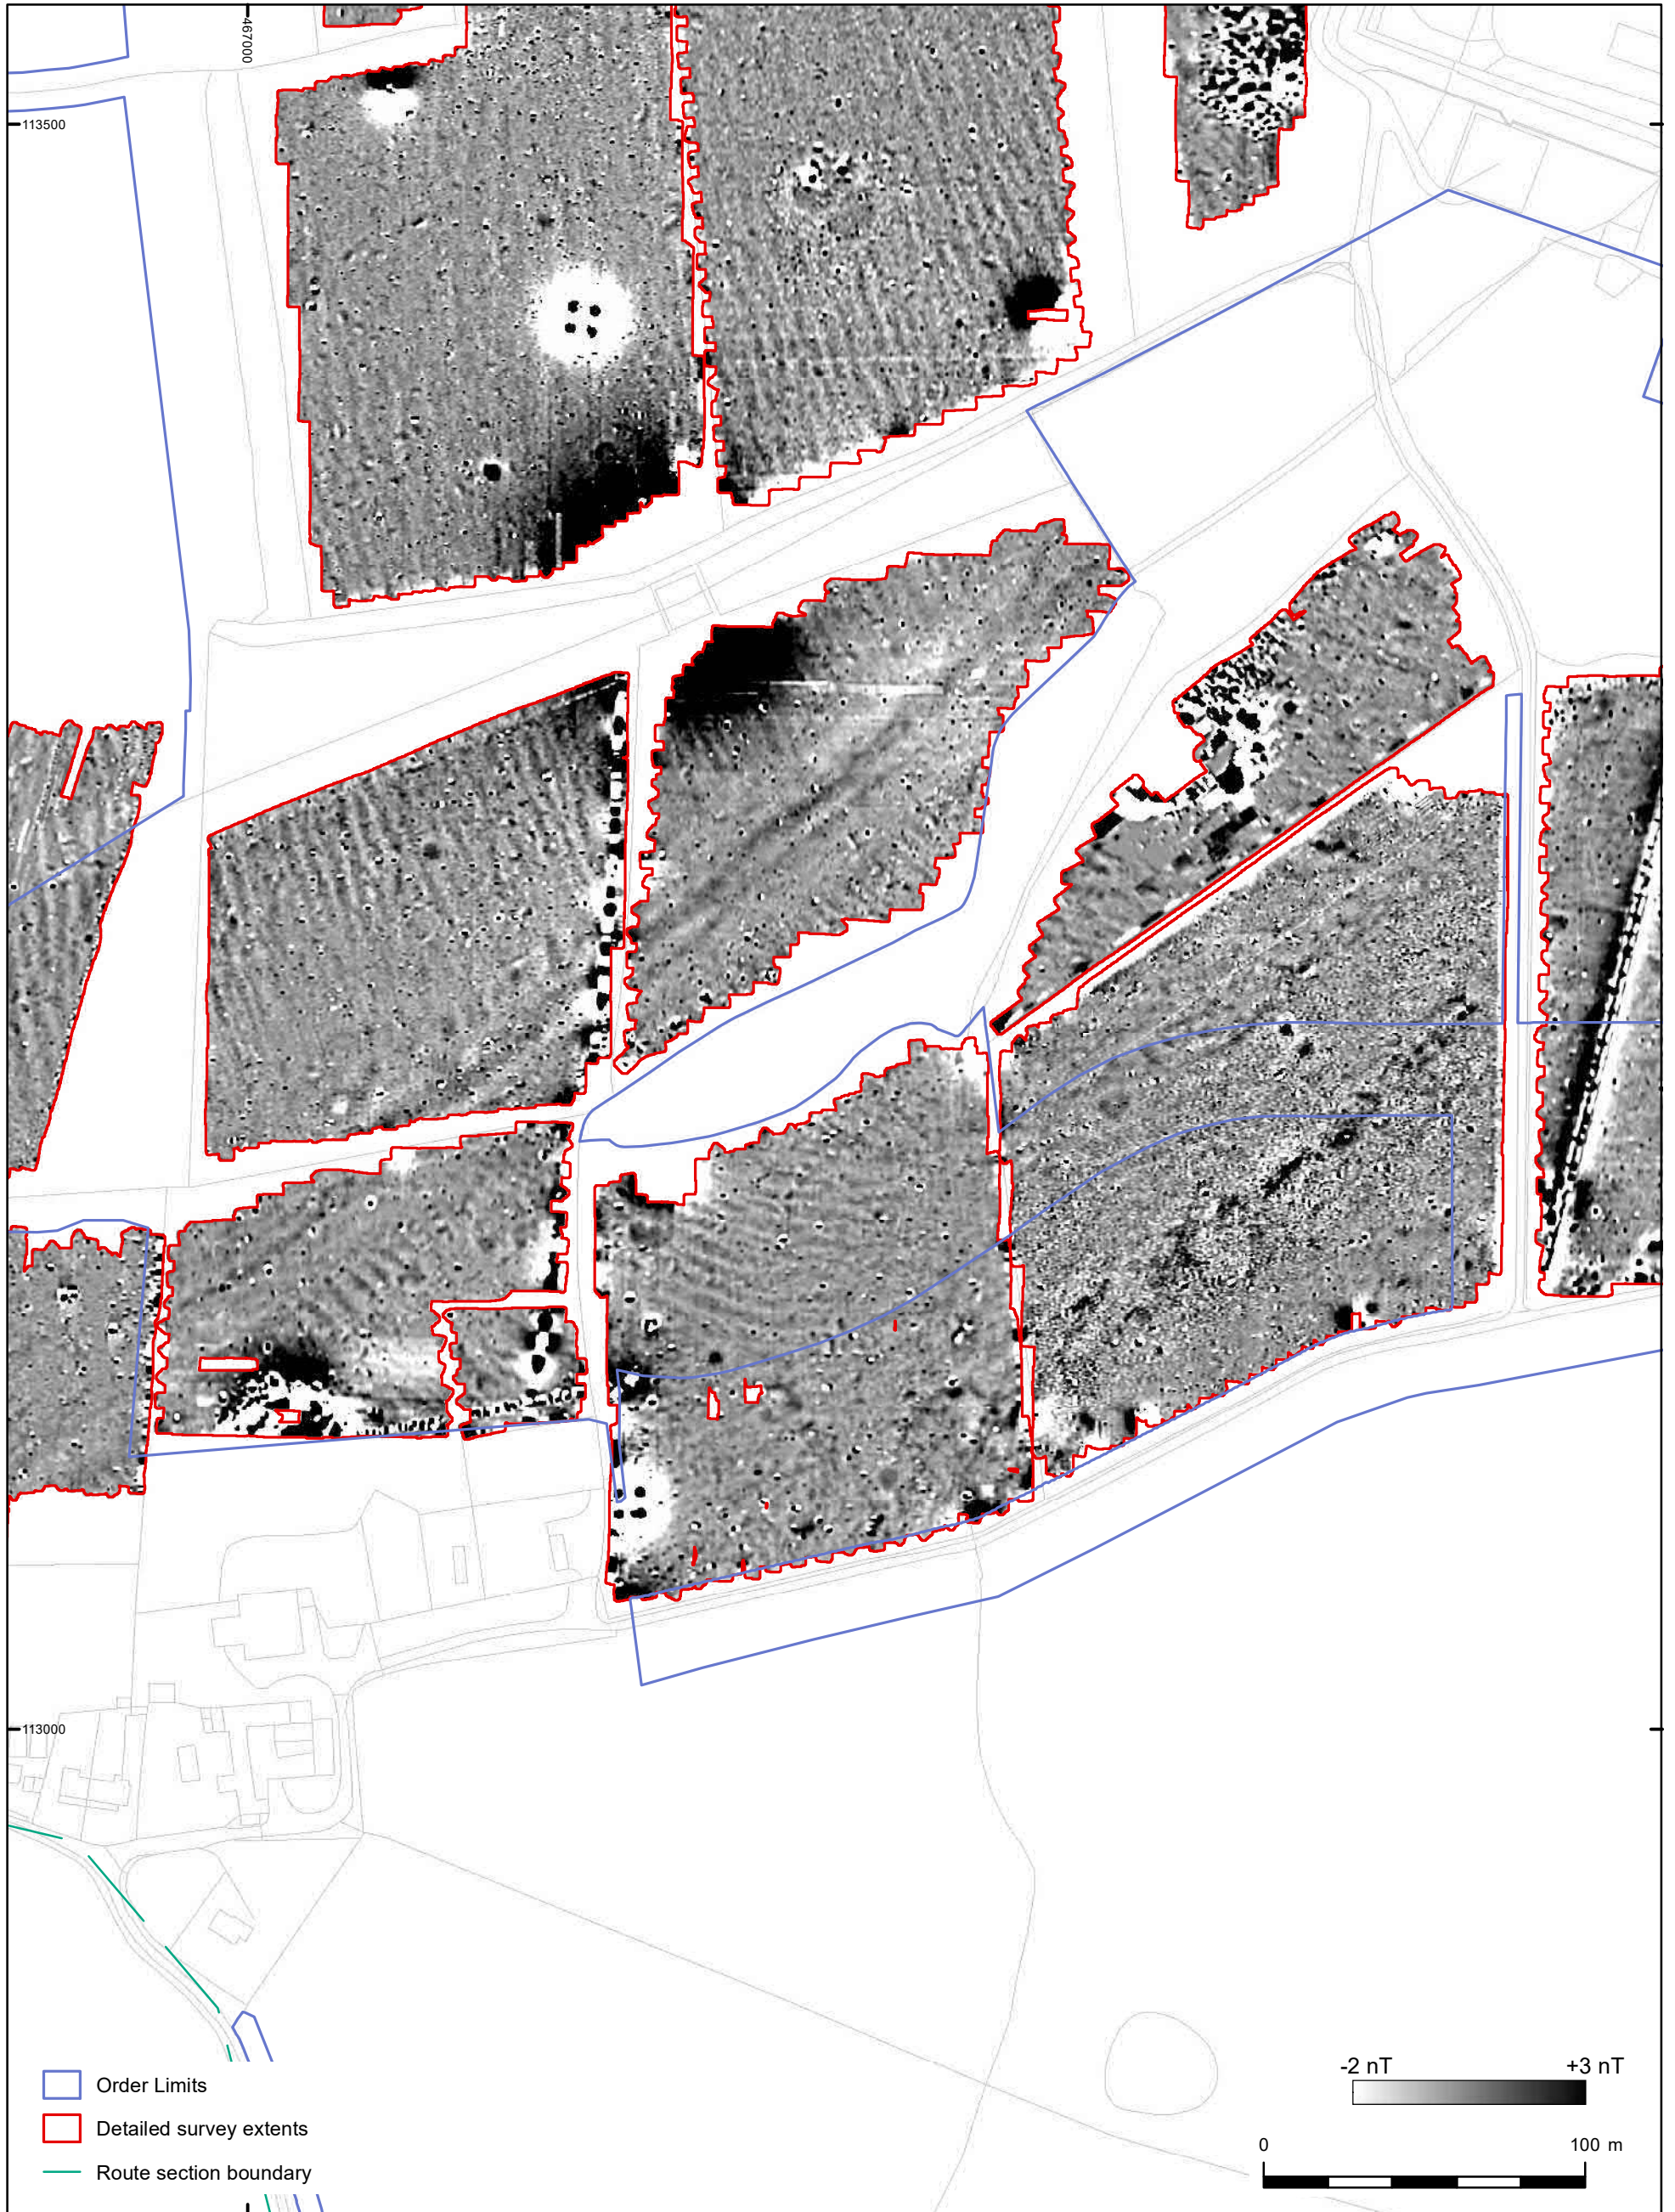 467000
113500
113000
-2 nT +3 nT
Order Limits
Detailed survey extents
0 100 m
Route section boundary